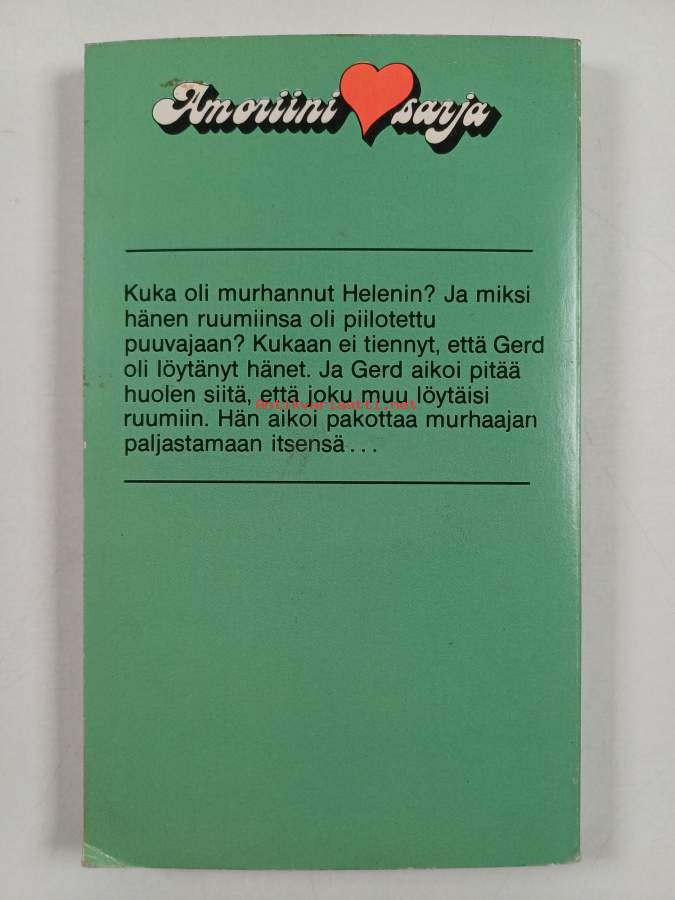 Amoriini sarja
Kuka oli murhannut Helenin? Ja miksi
hänen ruumiinsa oli piilotettu
puuvajaan? Kukaan ei tiennyt, että Gerd
oli löytänyt hänet. Ja Gerd aikoi pitää
huolen siitä, että joku muu löytäisi
Antikvariaatti.net
ruumiin. Hän aikoi pakottaa murhaajan
paljastamaan itsensä...